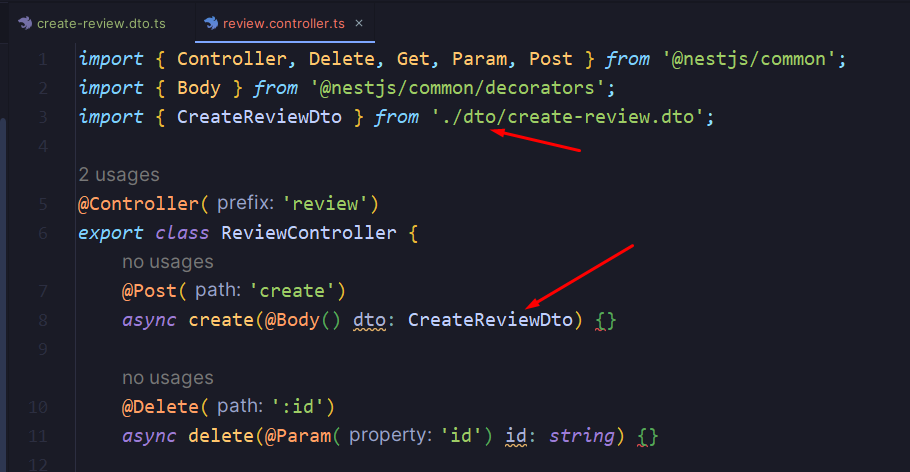 create-review.dto.ts review.controller.ts ×
1 import { Controller, Delete, Get, Param, Post } from '@nestjs/common';
2 import { Body } from '@nestjs/common/decorators';
3 import { CreateReviewDto } from './dto/create-review.dto';
4
2 usages
5 @Controller( prefix: 'review')
6 export class ReviewController {
no usages
7 @Post( path: 'create')
8 async create(@Body() dto: CreateReviewDto) {}
9
no usages
10 @Delete( path: ':id')
11 async delete(@Param( property: 'id') id: string) {}
12